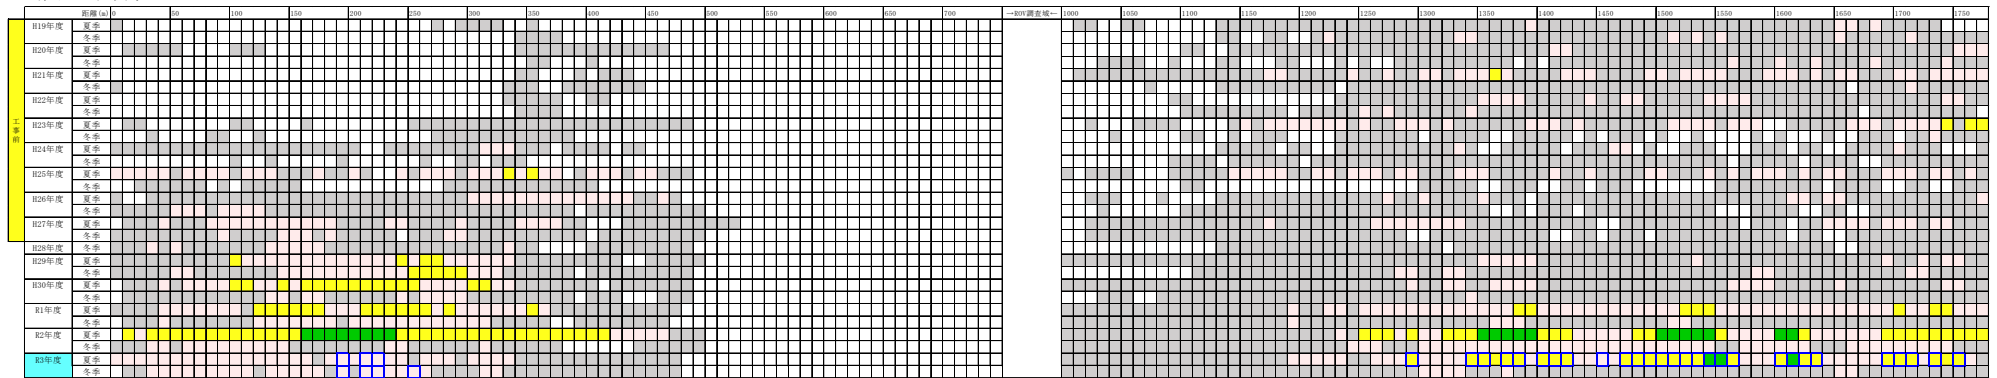 距離(m) 0 50 100 150 200 250 300 350 400 450 500 550 600 650 700 →ROV調査域← 1000 1050 1100 1150 1200 1250 1300 1350 1400 1450 1500 1550 1600 1650 1700 1750
工事前
H19年度 夏季
冬季
H20年度 夏季
冬季
H21年度 夏季
冬季
H22年度 夏季
冬季
H23年度 夏季
冬季
H24年度 夏季
冬季
H25年度 夏季
冬季
H26年度 夏季
冬季
H27年度 夏季
冬季
H28年度 冬季
H29年度 夏季
冬季
H30年度 夏季
冬季
R1年度 夏季
冬季
R2年度 夏季
冬季
R3年度 夏季
冬季